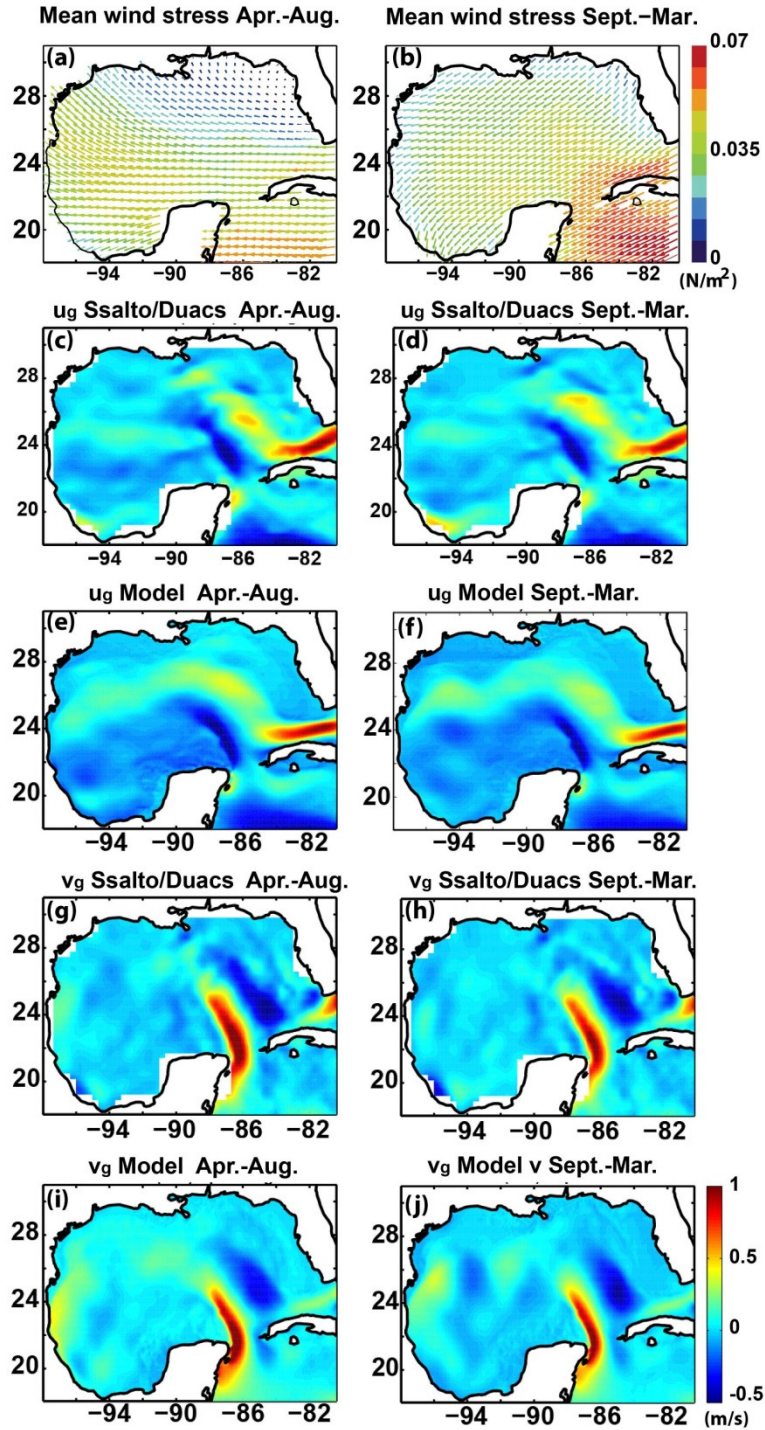 Mean wind stress Apr.-Aug.
Mean wind stress Sept.-Mar.
(a)
(b)
28
26
24
20
28
24
20
0.07
0.035
0
(N/m²)
−94 −90 −86 −82
−94 −90 −86 −82
ug Ssalto/Duacs Apr.-Aug.
ug Ssalto/Duacs Sept.-Mar.
(c)
(d)
28
24
20
28
24
20
−94 −90 −86 −82
−94 −90 −86 −82
ug Model Apr.-Aug.
ug Model Sept.-Mar.
(e)
(f)
28
24
20
28
24
20
−94 −90 −86 −82
−94 −90 −86 −82
vg Ssalto/Duacs Apr.-Aug.
vg Ssalto/Duacs Sept.-Mar.
(g)
(h)
28
24
20
28
24
20
−94 −90 −86 −82
−94 −90 −86 −82
vg Model Apr.-Aug.
vg Model v Sept.-Mar.
(i)
(j)
28
24
20
28
24
20
1
0.5
0
-0.5
(m/s)
−94 −90 −86 −82
−94 −90 −86 −82